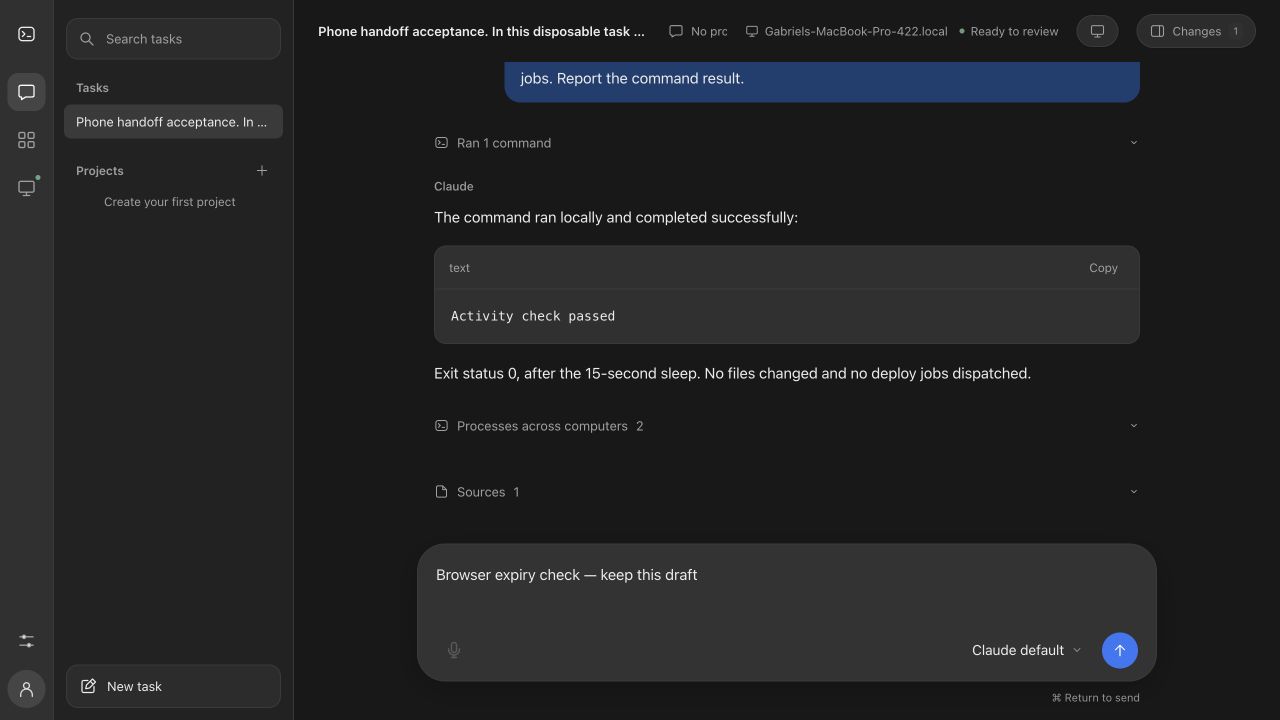 Search tasks
Tasks
Phone handoff acceptance. In ...
Projects
Create your first project
New task
Phone handoff acceptance. In this disposable task ...
No prc
Gabriels-MacBook-Pro-422.local
Ready to review
Changes 1
jobs. Report the command result.
Ran 1 command
Claude
The command ran locally and completed successfully:
text
Copy
Activity check passed
Exit status 0, after the 15-second sleep. No files changed and no deploy jobs dispatched.
Processes across computers 2
Sources 1
Browser expiry check — keep this draft
Claude default
⌘ Return to send